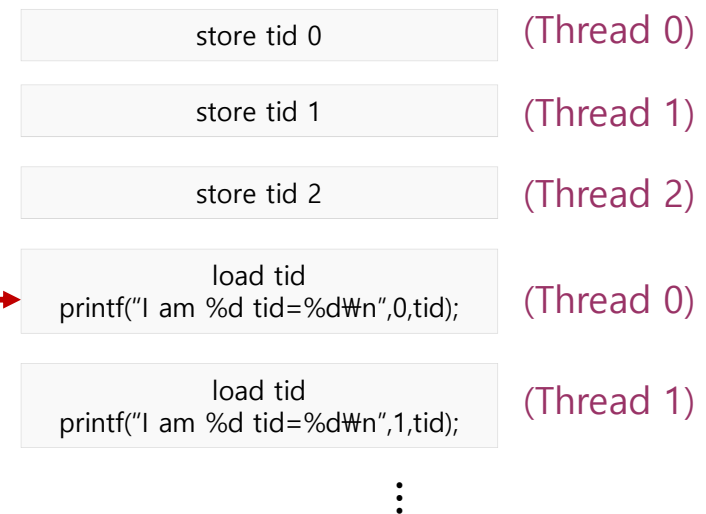 store tid 0 (Thread 0)
store tid 1 (Thread 1)
store tid 2 (Thread 2)
load tid
printf(“I am %d tid=%d₩n”,0,tid); (Thread 0)
load tid
printf(“I am %d tid=%d₩n”,1,tid); (Thread 1)
⋮